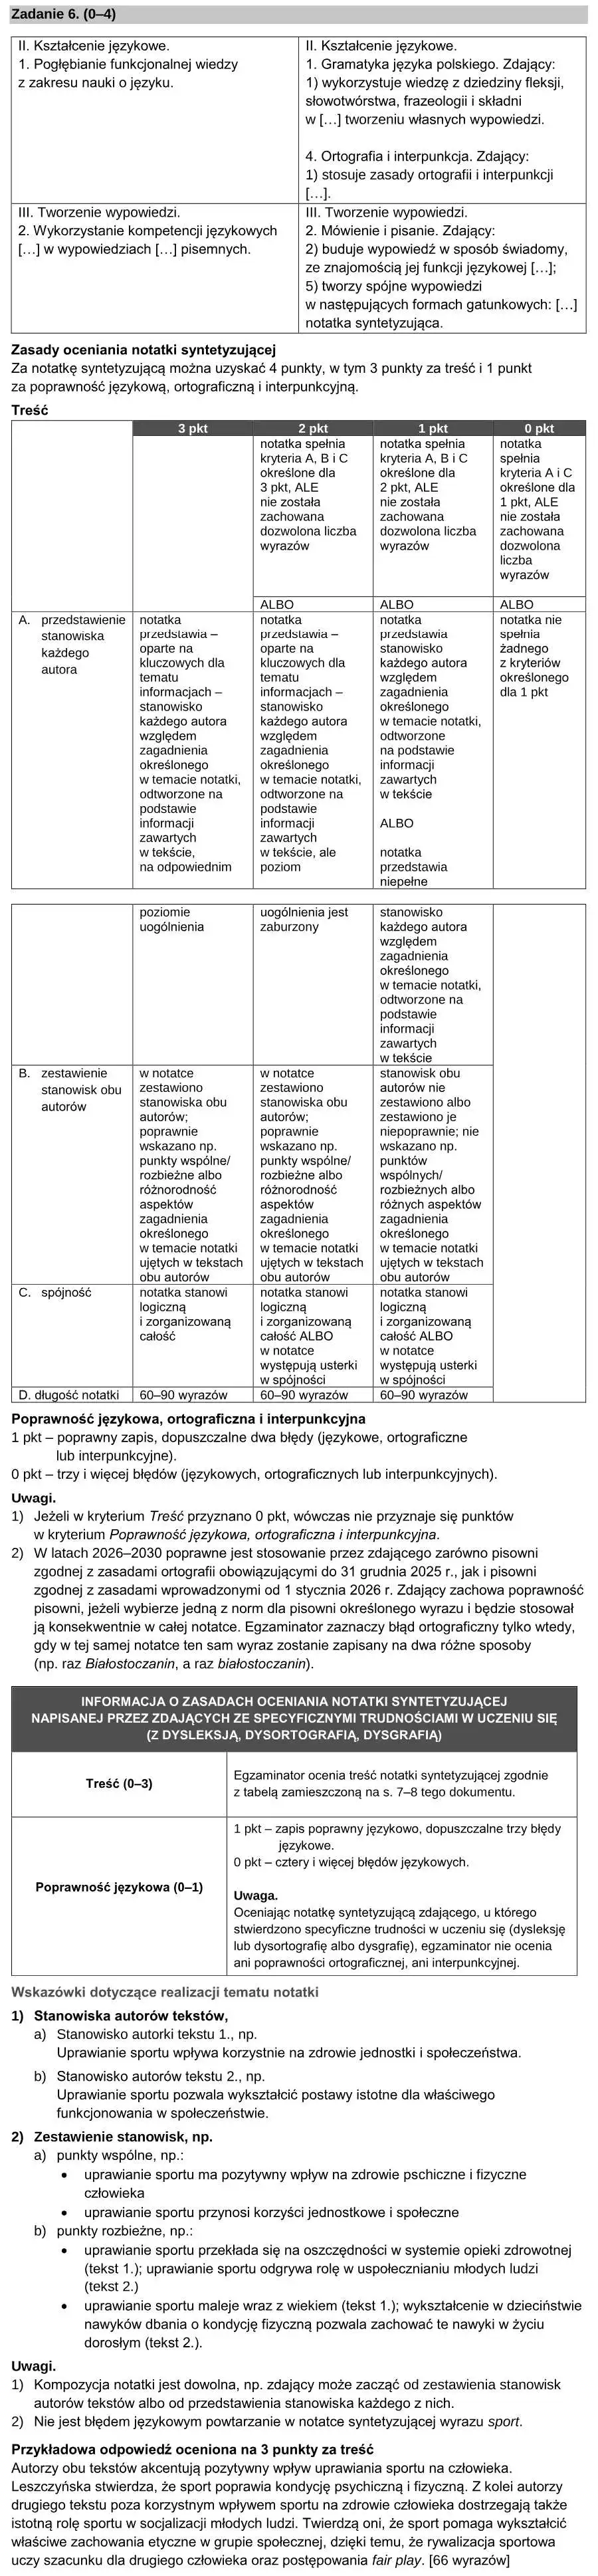 Zadanie 6. (0–4)
II. Kształcenie językowe.
1. Pogłębianie funkcjonalnej wiedzy
z zakresu nauki o języku.
II. Kształcenie językowe.
1. Gramatyka języka polskiego. Zdający:
1) wykorzystuje wiedzę z dziedziny fleksji,
słowotwórstwa, frazeologii i składni
w […] tworzeniu własnych wypowiedzi.
4. Ortografia i interpunkcja. Zdający:
1) stosuje zasady ortografii i interpunkcji
[…].
III. Tworzenie wypowiedzi.
2. Wykorzystanie kompetencji językowych
[…] w wypowiedziach […] pisemnych.
III. Tworzenie wypowiedzi.
2. Mówienie i pisanie. Zdający:
2) buduje wypowiedź w sposób świadomy,
ze znajomością jej funkcji językowej […];
5) tworzy spójne wypowiedzi
w następujących formach gatunkowych: […]
notatka syntetyzująca.
Zasady oceniania notatki syntetyzującej
Za notatkę syntetyzującą można uzyskać 4 punkty, w tym 3 punkty za treść i 1 punkt
za poprawność językową, ortograficzną i interpunkcyjną.
Treść
3 pkt
2 pkt
1 pkt
0 pkt
notatka spełnia
kryteria A, B i C
określone dla
3 pkt, ALE
nie została
zachowana
dozwolona liczba
wyrazów
notatka spełnia
kryteria A, B i C
określone dla
2 pkt, ALE
nie została
zachowana
dozwolona liczba
wyrazów
notatka
spełnia
kryteria A i C
określone dla
1 pkt, ALE
nie została
zachowana
dozwolona
liczba
wyrazów
ALBO
ALBO
ALBO
A. przedstawienie
stanowiska
każdego
autora
notatka
przedstawia –
oparte na
kluczowych dla
tematu
informacjach –
stanowisko
każdego autora
względem
zagadnienia
określonego
w temacie notatki,
odtworzone na
podstawie
informacji
zawartych
w tekście,
na odpowiednim
notatka
przedstawia –
oparte na
kluczowych dla
tematu
informacjach –
stanowisko
każdego autora
względem
zagadnienia
określonego
w temacie notatki,
odtworzone na
podstawie
informacji
zawartych
w tekście, ale
poziom
notatka
przedstawia
stanowisko
każdego autora
względem
zagadnienia
określonego
w temacie notatki,
odtworzone
na podstawie
informacji
zawartych
w tekście
ALBO
notatka
przedstawia
niepełne
notatka nie
spełnia
żadnego
z kryteriów
określonego
dla 1 pkt
poziomie
uogólnienia
uogólnienia jest
zaburzony
stanowisko
każdego autora
względem
zagadnienia
określonego
w temacie notatki,
odtworzone na
podstawie
informacji
zawartych
w tekście
B. zestawienie
stanowisk obu
autorów
w notatce
zestawiono
stanowiska obu
autorów;
poprawnie
wskazano np.
punkty wspólne/
rozbieżne albo
różnorodność
aspektów
zagadnienia
określonego
w temacie notatki
ujętych w tekstach
obu autorów
w notatce
zestawiono
stanowiska obu
autorów;
poprawnie
wskazano np.
punkty wspólne/
rozbieżne albo
różnorodność
aspektów
zagadnienia
określonego
w temacie notatki
ujętych w tekstach
obu autorów
stanowisk obu
autorów nie
zestawiono albo
zestawiono je
niepoprawnie; nie
wskazano np.
punktów
wspólnych/
rozbieżnych albo
różnych aspektów
zagadnienia
określonego
w temacie notatki
ujętych w tekstach
obu autorów
C. spójność
notatka stanowi
logiczną
i zorganizowaną
całość
notatka stanowi
logiczną
i zorganizowaną
całość ALBO
w notatce
występują usterki
w spójności
notatka stanowi
logiczną
i zorganizowaną
całość ALBO
w notatce
występują usterki
w spójności
D. długość notatki
60–90 wyrazów
60–90 wyrazów
60–90 wyrazów
Poprawność językowa, ortograficzna i interpunkcyjna
1 pkt – poprawny zapis, dopuszczalne dwa błędy (językowe, ortograficzne
lub interpunkcyjne).
0 pkt – trzy i więcej błędów (językowych, ortograficznych lub interpunkcyjnych).
Uwagi.
1) Jeżeli w kryterium Treść przyznano 0 pkt, wówczas nie przyznaje się punktów
w kryterium Poprawność językowa, ortograficzna i interpunkcyjna.
2) W latach 2026–2030 poprawne jest stosowanie przez zdającego zarówno pisowni
zgodnej z zasadami ortografii obowiązującymi do 31 grudnia 2025 r., jak i pisowni
zgodnej z zasadami wprowadzonymi od 1 stycznia 2026 r. Zdający zachowa poprawność
pisowni, jeżeli wybierze jedną z norm dla pisowni określonego wyrazu i będzie stosował
ją konsekwentnie w całej notatce. Egzaminator zaznaczy błąd ortograficzny tylko wtedy,
gdy w tej samej notatce ten sam wyraz zostanie zapisany na dwa różne sposoby
(np. raz Białostoczanin, a raz białostoczanin).
INFORMACJA O ZASADACH OCENIANIA NOTATKI SYNTETYZUJĄCEJ
NAPISANEJ PRZEZ ZDAJĄCYCH ZE SPECYFICZNYMI TRUDNOŚCIAMI W UCZENIU SIĘ
(Z DYSLEKSJĄ, DYSORTOGRAFIĄ, DYSGRAFIĄ)
Treść (0–3)
Egzaminator ocenia treść notatki syntetyzującej zgodnie
z tabelą zamieszczoną na s. 7–8 tego dokumentu.
Poprawność językowa (0–1)
1 pkt – zapis poprawny językowo, dopuszczalne trzy błędy
językowe.
0 pkt – cztery i więcej błędów językowych.
Uwaga.
Oceniając notatkę syntetyzującą zdającego, u którego
stwierdzono specyficzne trudności w uczeniu się (dysleksję
lub dysortografię albo dysgrafię), egzaminator nie ocenia
ani poprawności ortograficznej, ani interpunkcyjnej.
Wskazówki dotyczące realizacji tematu notatki
1) Stanowiska autorów tekstów,
a) Stanowisko autorki tekstu 1., np.
Uprawianie sportu wpływa korzystnie na zdrowie jednostki i społeczeństwa.
b) Stanowisko autorów tekstu 2., np.
Uprawianie sportu pozwala wykształcić postawy istotne dla właściwego
funkcjonowania w społeczeństwie.
2) Zestawienie stanowisk, np.
a) punkty wspólne, np.:
• uprawianie sportu ma pozytywny wpływ na zdrowie pschiczne i fizyczne
człowieka
• uprawianie sportu przynosi korzyści jednostkowe i społeczne
b) punkty rozbieżne, np.:
• uprawianie sportu przekłada się na oszczędności w systemie opieki zdrowotnej
(tekst 1.); uprawianie sportu odgrywa rolę w uspołecznianiu młodych ludzi
(tekst 2.)
• uprawianie sportu maleje wraz z wiekiem (tekst 1.); wykształcenie w dzieciństwie
nawyków dbania o kondycję fizyczną pozwala zachować te nawyki w życiu
dorosłym (tekst 2.).
Uwagi.
1) Kompozycja notatki jest dowolna, np. zdający może zacząć od zestawienia stanowisk
autorów tekstów albo od przedstawienia stanowiska każdego z nich.
2) Nie jest błędem językowym powtarzanie w notatce syntetyzującej wyrazu sport.
Przykładowa odpowiedź oceniona na 3 punkty za treść
Autorzy obu tekstów akcentują pozytywny wpływ uprawiania sportu na człowieka.
Leszczyńska stwierdza, że sport poprawia kondycję psychiczną i fizyczną. Z kolei autorzy
drugiego tekstu poza korzystnym wpływem sportu na zdrowie człowieka dostrzegają także
istotną rolę sportu w socjalizacji młodych ludzi. Twierdzą oni, że sport pomaga wykształcić
właściwe zachowania etyczne w grupie społecznej, dzięki temu, że rywalizacja sportowa
uczy szacunku dla drugiego człowieka oraz postępowania fair play. [66 wyrazów]